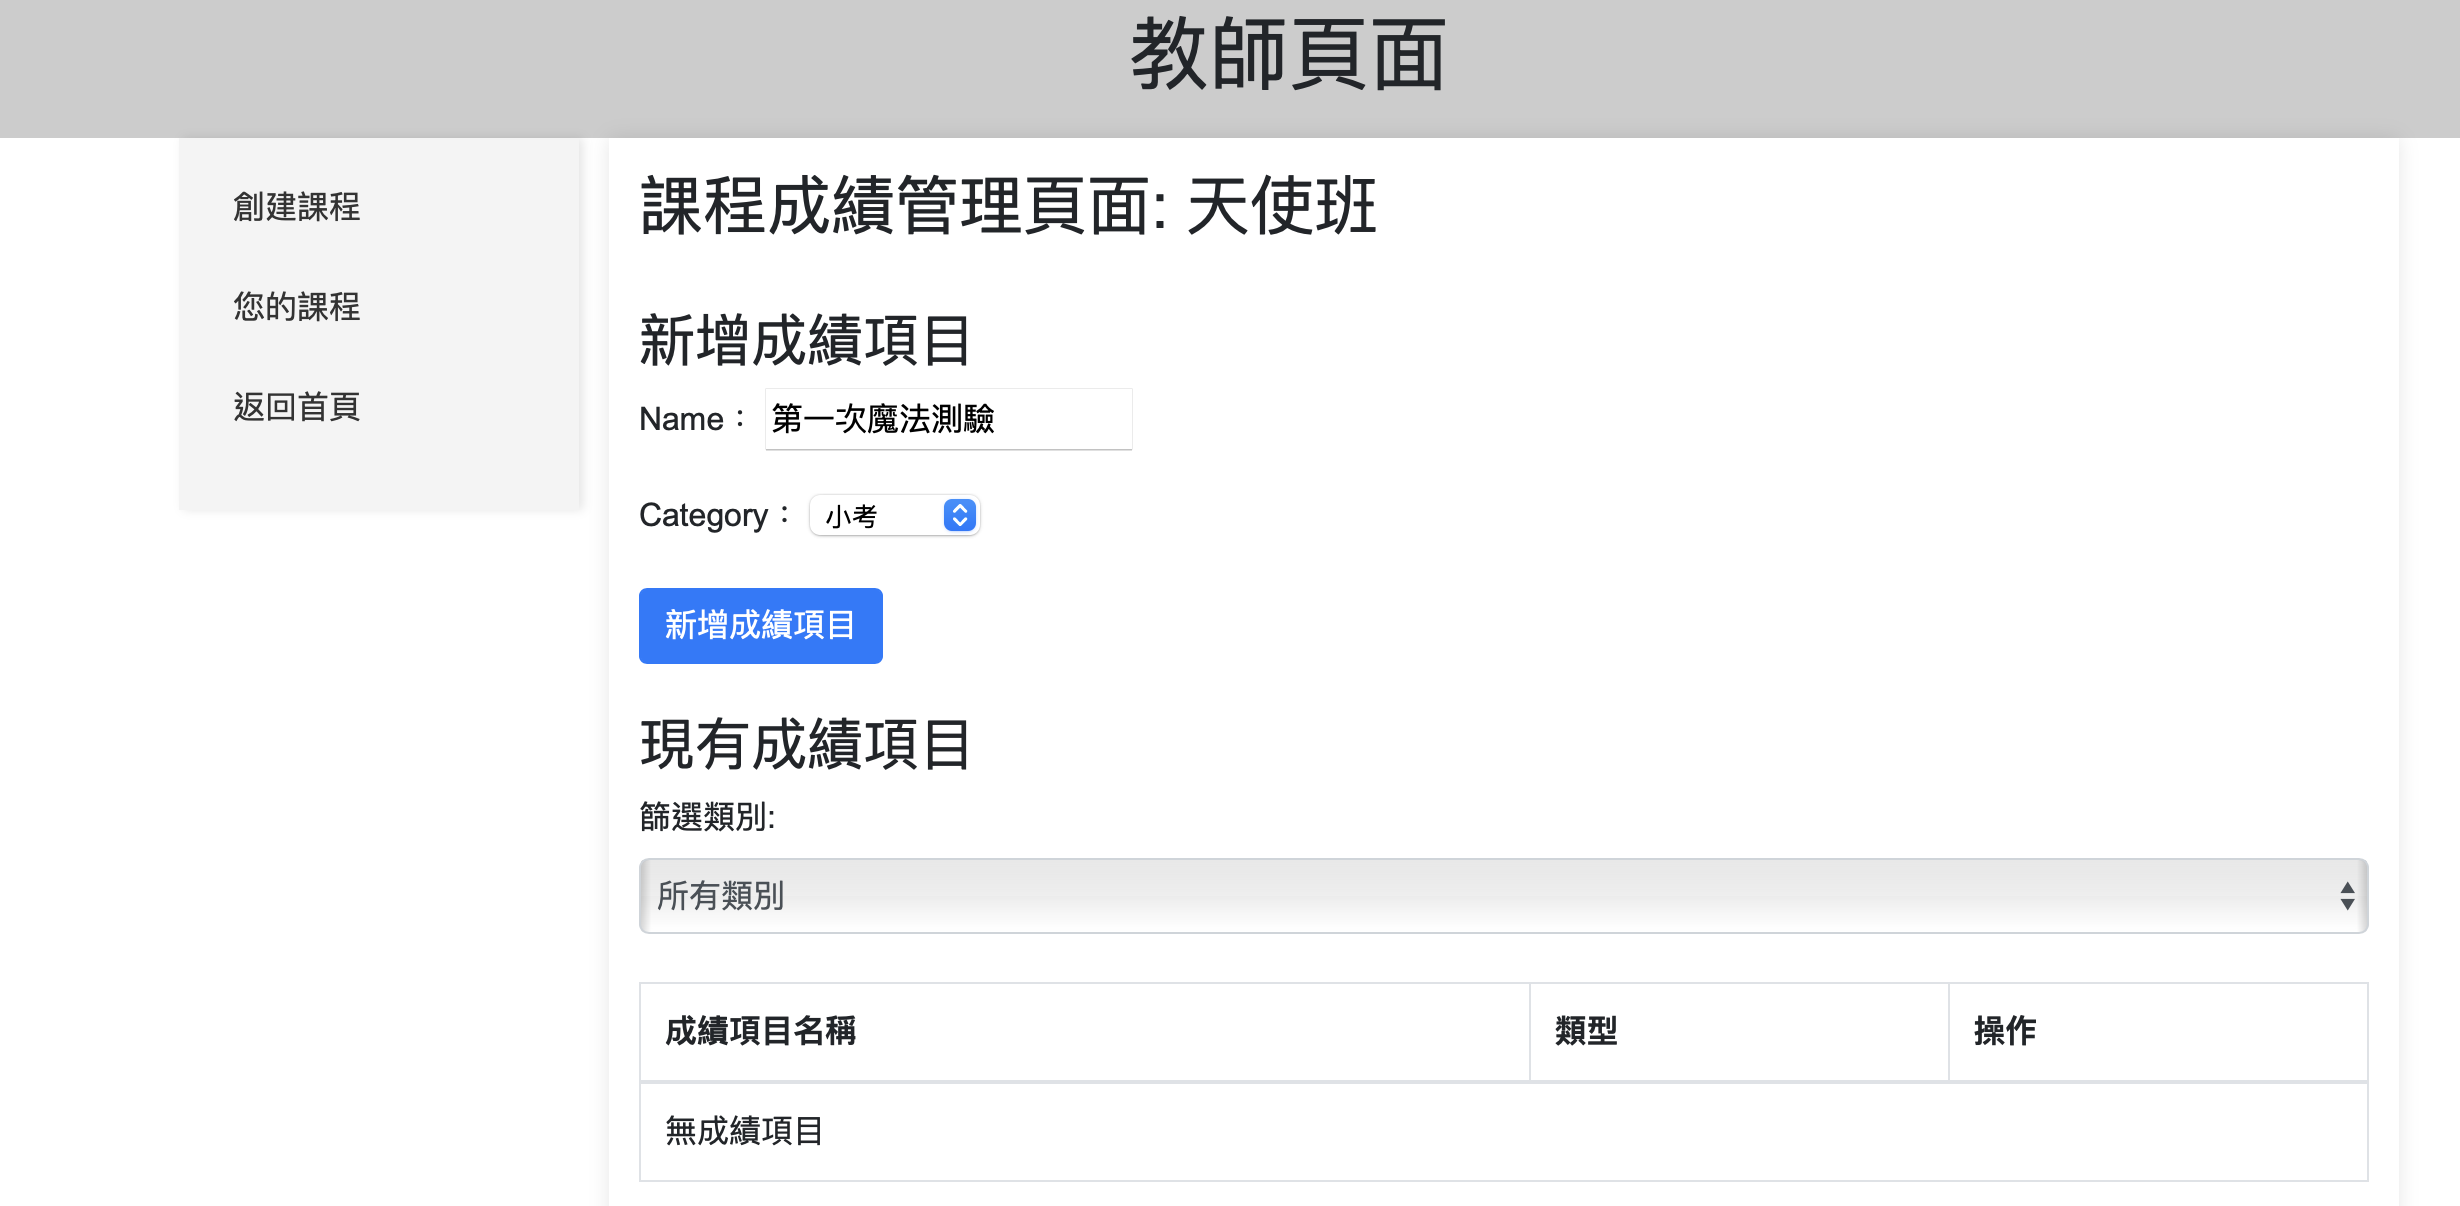 教師頁面
創建課程
您的課程
返回首頁
課程成績管理頁面: 天使班
新增成績項目
Name： 第一次魔法測驗
Category： 小考
新增成績項目
現有成績項目
篩選類別:
所有類別
成績項目名稱 類型 操作
無成績項目